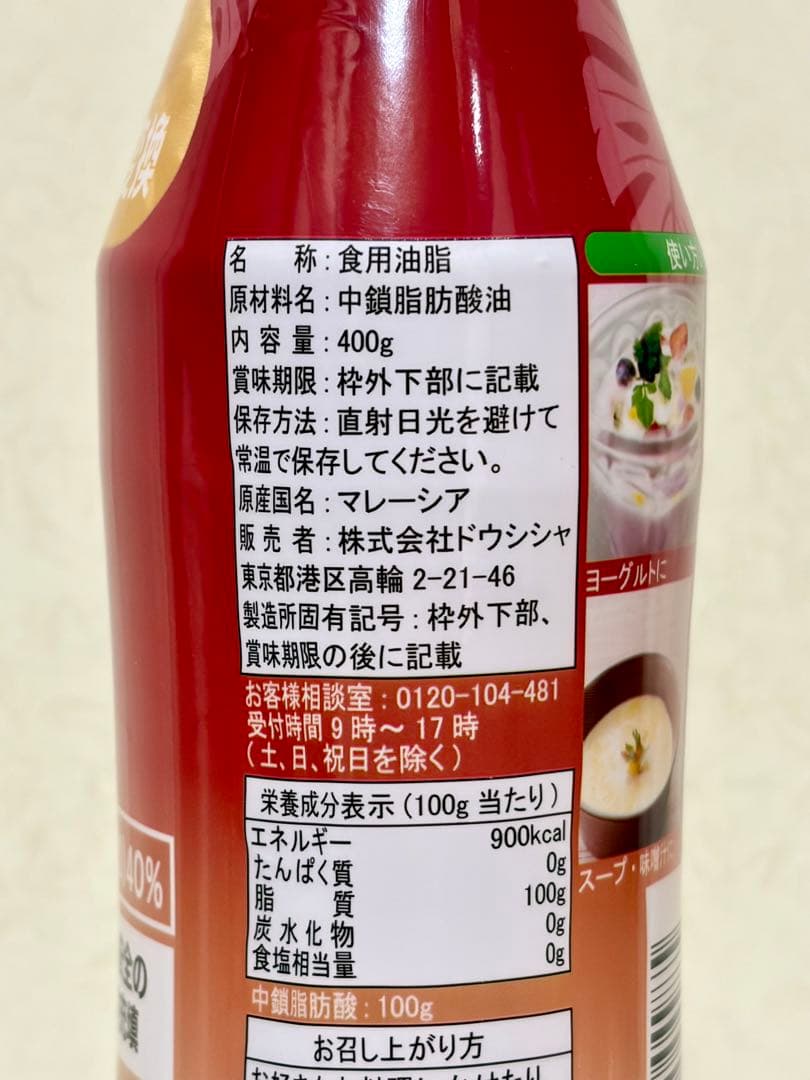 換
名　　称：食用油脂
原材料名：中鎖脂肪酸油
内容量：400g
賞味期限：枠外下部に記載
保存方法：直射日光を避けて
常温で保存してください。
原産国名：マレーシア
販売者：株式会社ドウシシャ
東京都港区高輪 2-21-46
製造所固有記号：枠外下部、
賞味期限の後に記載
お客様相談室：0120-104-481
受付時間 9 時～ 17 時
（土、日、祝日を除く）
栄養成分表示（100g 当たり）
エネルギー 900kcal
たんぱく質 0g
脂　　質 100g
炭水化物 0g
食塩相当量 0g
中鎖脂肪酸：100g
お召し上がり方
使い方
ヨーグルトに
スープ・味噌汁に
40%
全の
填